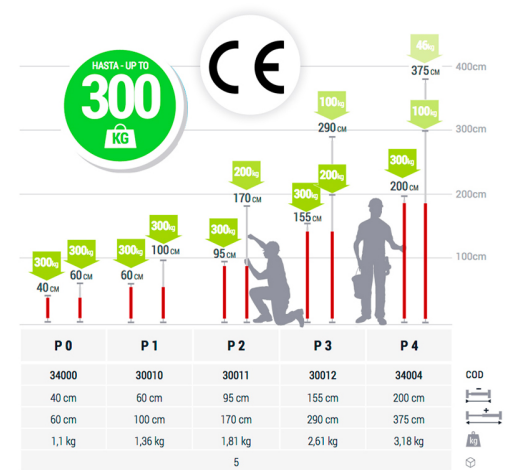 HASTA - UP TO
300
KG
CE
46kg
375 CM
400cm
100kg
290 CM
100kg
300cm
200kg
170 CM
300kg
155 CM
200kg
300kg
200 CM
200cm
300kg
40 CM
300kg
60 CM
300kg
60 CM
300kg
100 CM
300kg
95 CM
100cm
P 0 P 1 P 2 P 3 P 4
34000 30010 30011 30012 34004 COD
40 cm 60 cm 95 cm 155 cm 200 cm -
60 cm 100 cm 170 cm 290 cm 375 cm +
1,1 kg 1,36 kg 1,81 kg 2,61 kg 3,18 kg kg
5